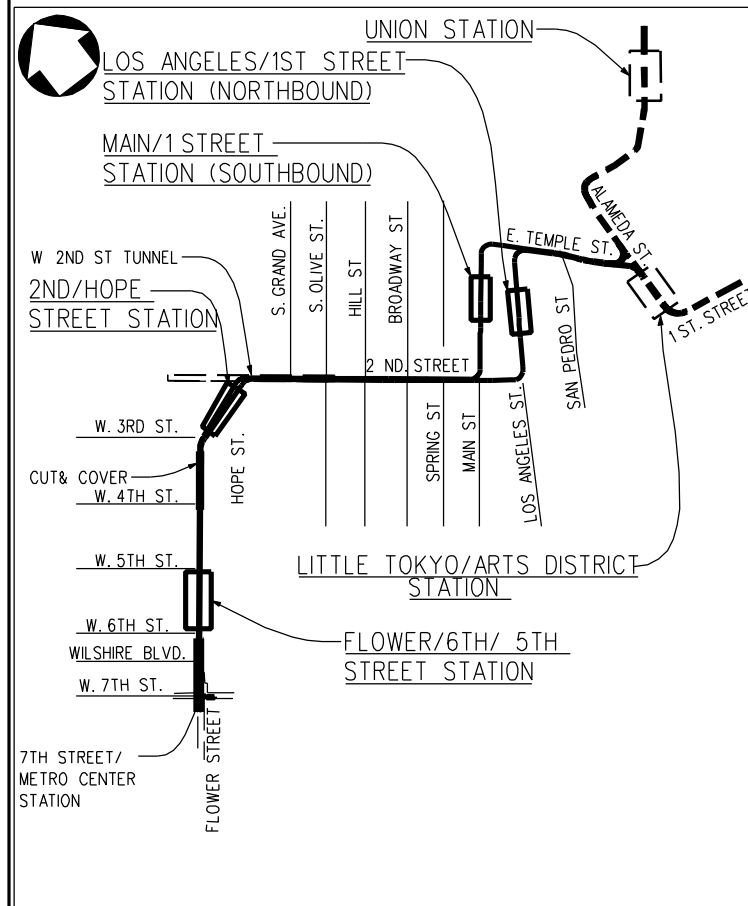 UNION STATION
LOS ANGELES/1ST STREET
STATION (NORTHBOUND)
MAIN/1 STREET
STATION (SOUTHBOUND)
ALAMEDA ST.
S. GRAND AVE.
S. OLIVE ST.
HILL ST
BROADWAY ST
E. TEMPLE ST.
W 2ND ST TUNNEL
2ND/HOPE
STREET STATION
1 ST. STREET
SAN PEDRO ST
2 ND. STREET
W. 3RD ST.
HOPE ST.
SPRING ST
MAIN ST
LOS ANGELES ST.
CUT& COVER
W. 4TH ST.
W. 5TH ST.
LITTLE TOKYO/ARTS DISTRICT
STATION
W. 6TH ST.
FLOWER/6TH/ 5TH
STREET STATION
WILSHIRE BLVD.
W. 7TH ST.
FLOWER STREET
7TH STREET/
METRO CENTER
STATION